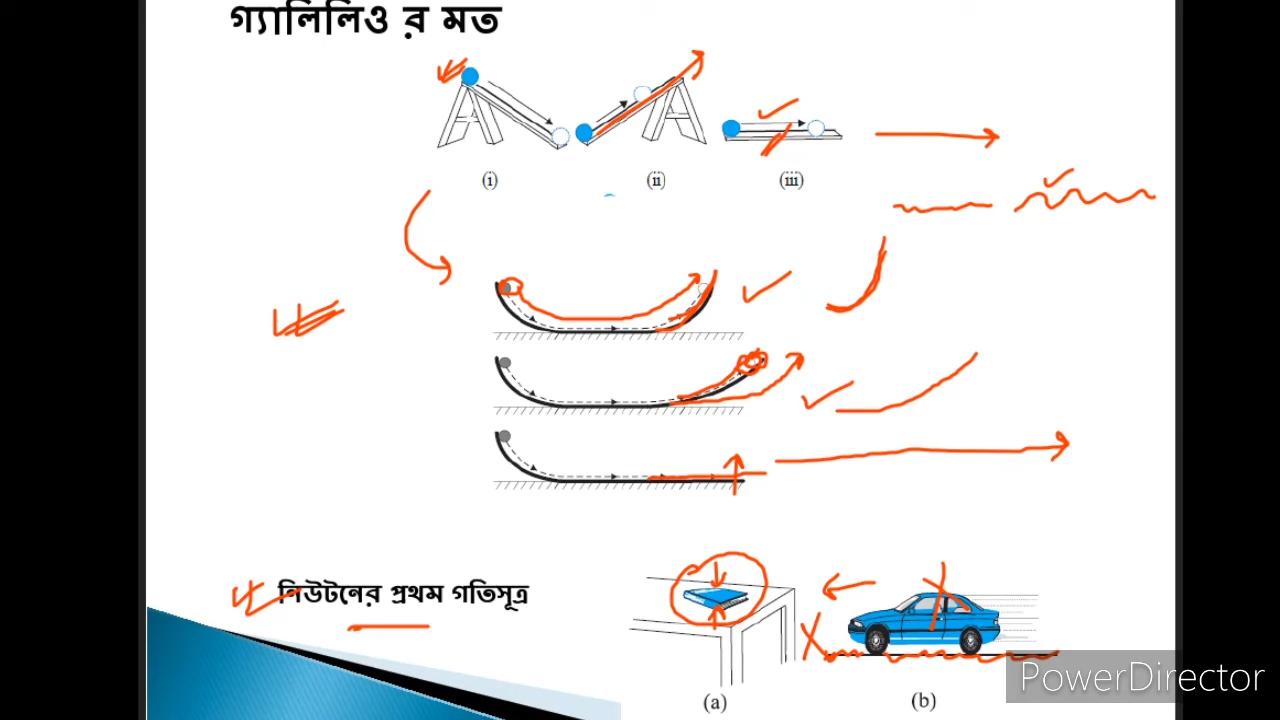 গ্যালিলিও র মত
(i) (ii) (iii)
নিউটনের প্রথম গতিসূত্র
(a) (b)
PowerDirector